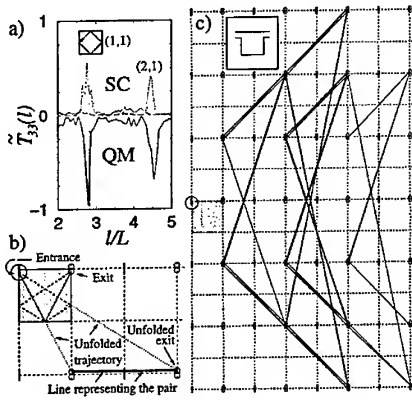 a)
(1,1)
(2,1)
SC
0
T̃₃₃(l)
QM
-1
2 3 4 5
l/L
b)
Entrance
Exit
Unfolded
trajectory
Unfolded
exit
Line representing the pair
c)